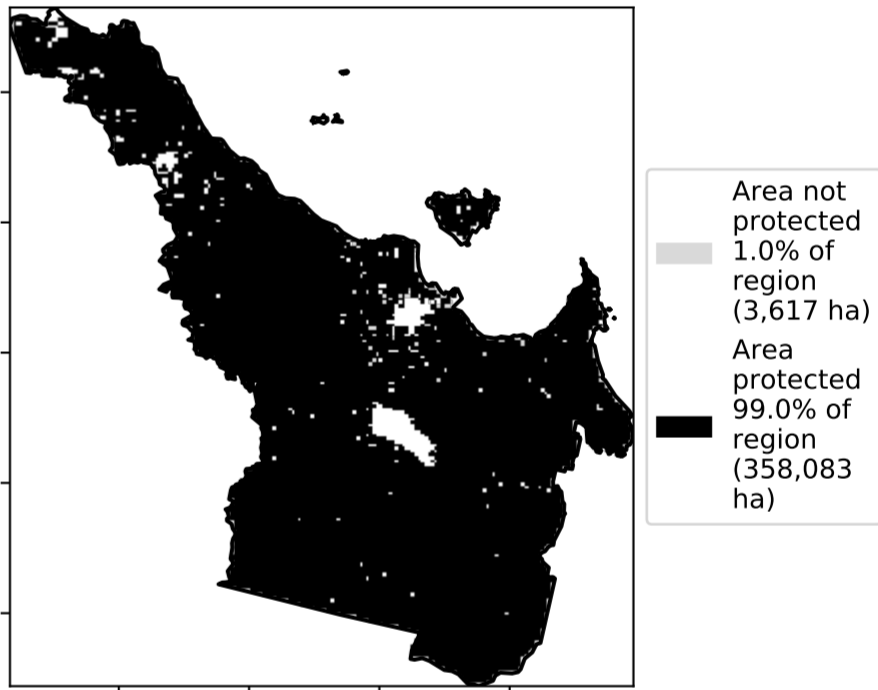 Area not
protected
1.0% of
region
(3,617 ha)
Area
protected
99.0% of
region
(358,083
ha)